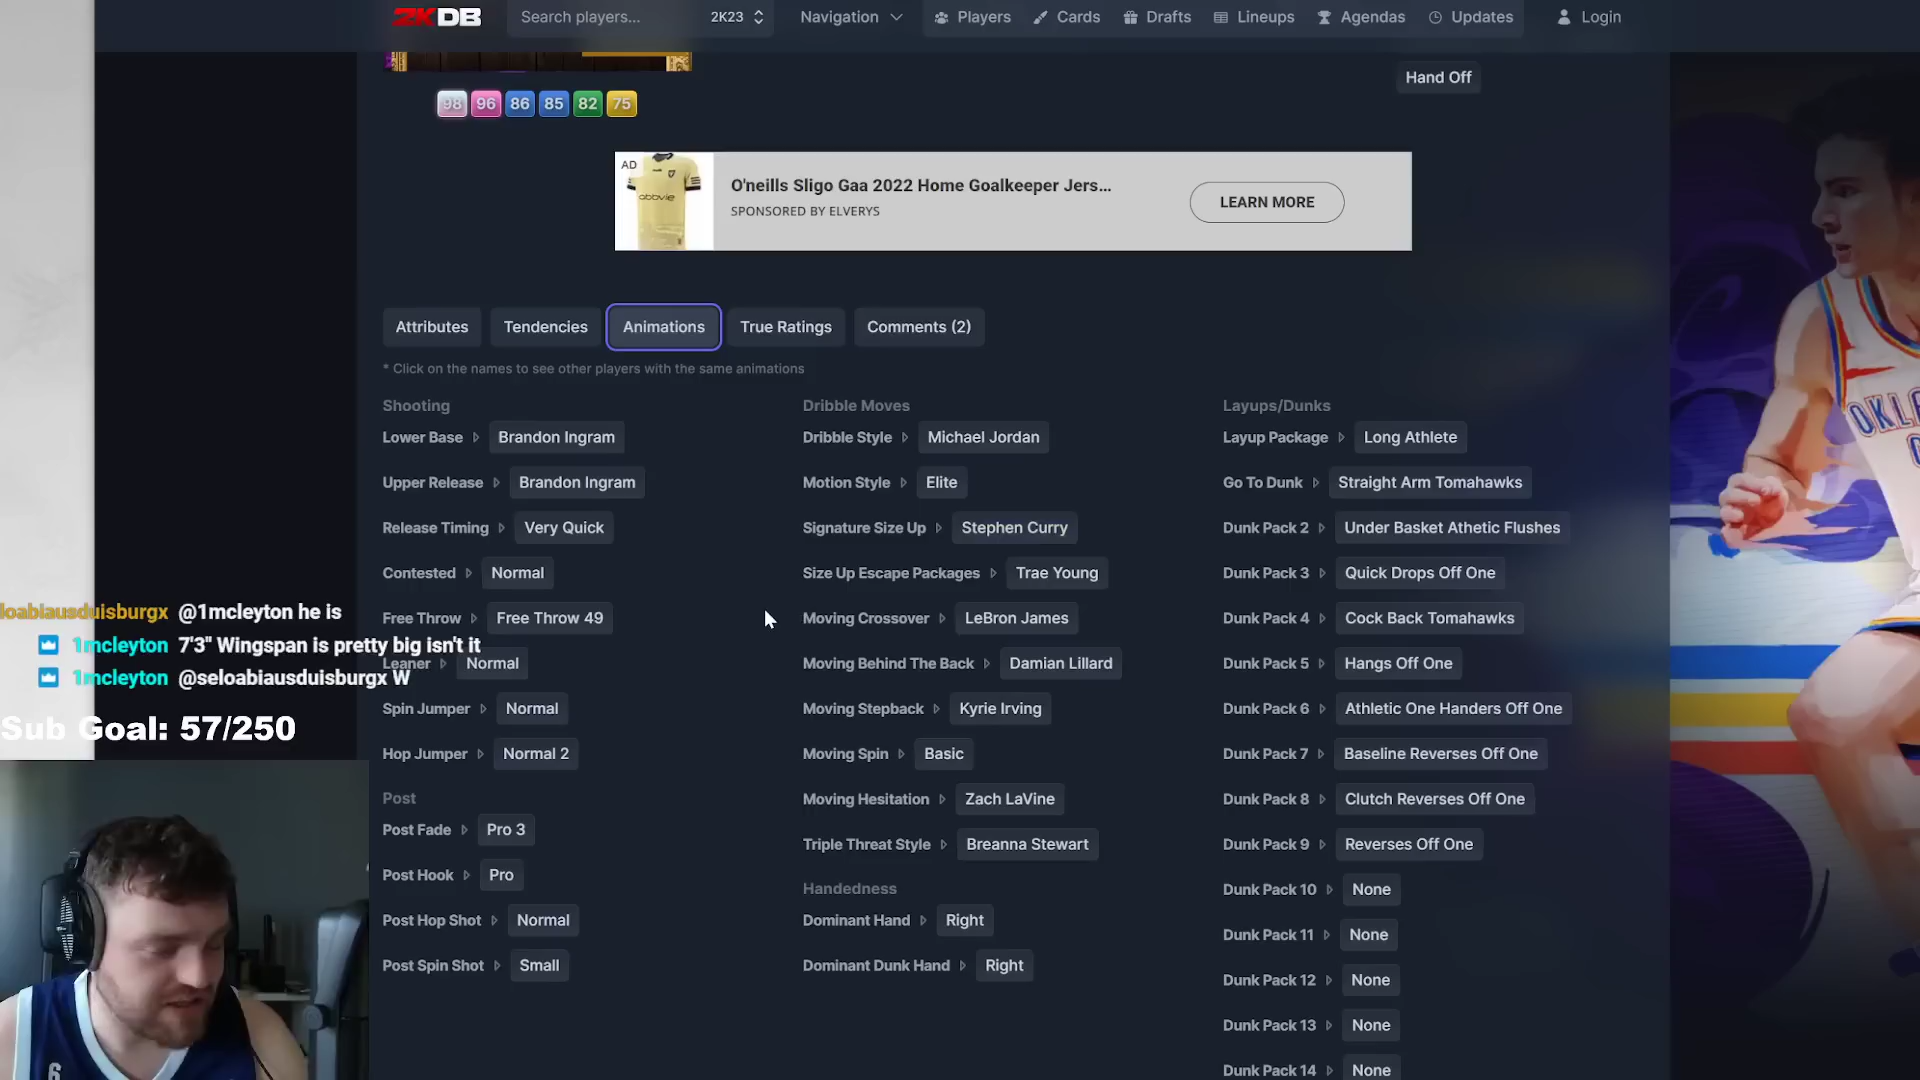 2KDB
Search players...
2K23
Navigation
Players
Cards
Drafts
Lineups
Agendas
Updates
Login
Hand Off
98 96 86 85 82 75
AD
abbvie
O'neills Sligo Gaa 2022 Home Goalkeeper Jers...
SPONSORED BY ELVERYS
LEARN MORE
Attributes
Tendencies
Animations
True Ratings
Comments (2)
* Click on the names to see other players with the same animations
Shooting
Lower Base Brandon Ingram
Upper Release Brandon Ingram
Release Timing Very Quick
Contested Normal
Free Throw Free Throw 49
Leaner Normal
Spin Jumper Normal
Hop Jumper Normal 2
Post
Post Fade Pro 3
Post Hook Pro
Post Hop Shot Normal
Post Spin Shot Small
Dribble Moves
Dribble Style Michael Jordan
Motion Style Elite
Signature Size Up Stephen Curry
Size Up Escape Packages Trae Young
Moving Crossover LeBron James
Moving Behind The Back Damian Lillard
Moving Stepback Kyrie Irving
Moving Spin Basic
Moving Hesitation Zach LaVine
Triple Threat Style Breanna Stewart
Handedness
Dominant Hand Right
Dominant Dunk Hand Right
Layups/Dunks
Layup Package Long Athlete
Go To Dunk Straight Arm Tomahawks
Dunk Pack 2 Under Basket Athetic Flushes
Dunk Pack 3 Quick Drops Off One
Dunk Pack 4 Cock Back Tomahawks
Dunk Pack 5 Hangs Off One
Dunk Pack 6 Athletic One Handers Off One
Dunk Pack 7 Baseline Reverses Off One
Dunk Pack 8 Clutch Reverses Off One
Dunk Pack 9 Reverses Off One
Dunk Pack 10 None
Dunk Pack 11 None
Dunk Pack 12 None
Dunk Pack 13 None
Dunk Pack 14 None
loabiausduisburgx @1mcleyton he is
1mcleyton 7'3" Wingspan is pretty big isn't it
1mcleyton @seloabiausduisburgx W
Sub Goal: 57/250
6